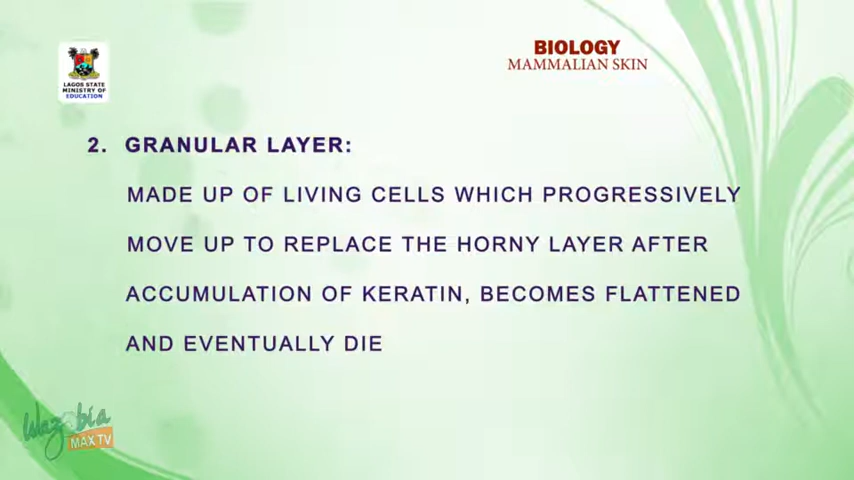 BIOLOGY
MAMMALIAN SKIN
LAGOS STATE
MINISTRY OF
EDUCATION
2. GRANULAR LAYER:
MADE UP OF LIVING CELLS WHICH PROGRESSIVELY
MOVE UP TO REPLACE THE HORNY LAYER AFTER
ACCUMULATION OF KERATIN, BECOMES FLATTENED
AND EVENTUALLY DIE
Wazobia
MAX TV